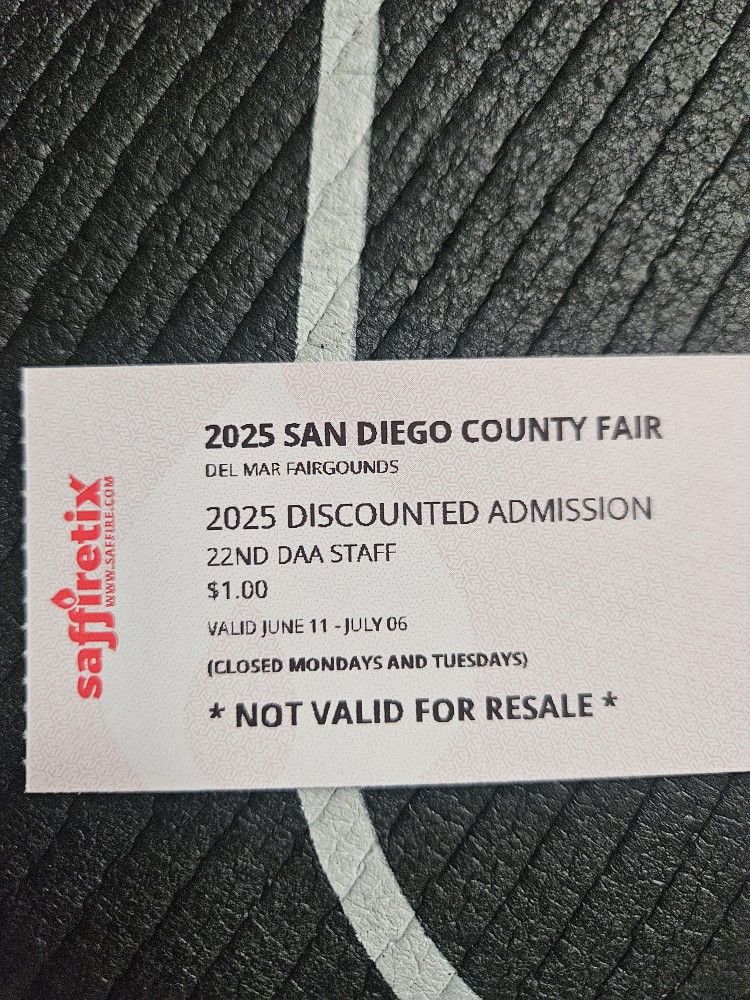 2025 SAN DIEGO COUNTY FAIR
DEL MAR FAIRGOUNDS
2025 DISCOUNTED ADMISSION
22ND DAA STAFF
$1.00
VALID JUNE 11 - JULY 06
(CLOSED MONDAYS AND TUESDAYS)
* NOT VALID FOR RESALE *
saffiretix
WWW.SAFFIRE.COM